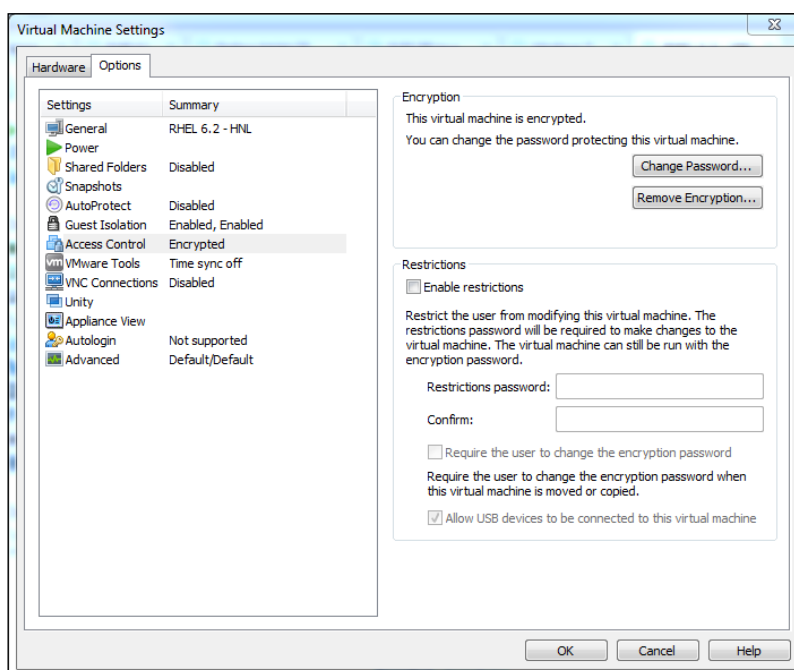 Virtual Machine Settings
Hardware Options
Settings Summary
General RHEL 6.2 - HNL
Power
Shared Folders Disabled
Snapshots
AutoProtect Disabled
Guest Isolation Enabled, Enabled
Access Control Encrypted
vm VMware Tools Time sync off
VNC Connections Disabled
Unity
Appliance View
Autologin Not supported
Advanced Default/Default
Encryption
This virtual machine is encrypted.
You can change the password protecting this virtual machine.
Change Password...
Remove Encryption...
Restrictions
Enable restrictions
Restrict the user from modifying this virtual machine. The
restrictions password will be required to make changes to the
virtual machine. The virtual machine can still be run with the
encryption password.
Restrictions password:
Confirm:
Require the user to change the encryption password
Require the user to change the encryption password when
this virtual machine is moved or copied.
Allow USB devices to be connected to this virtual machine
OK Cancel Help